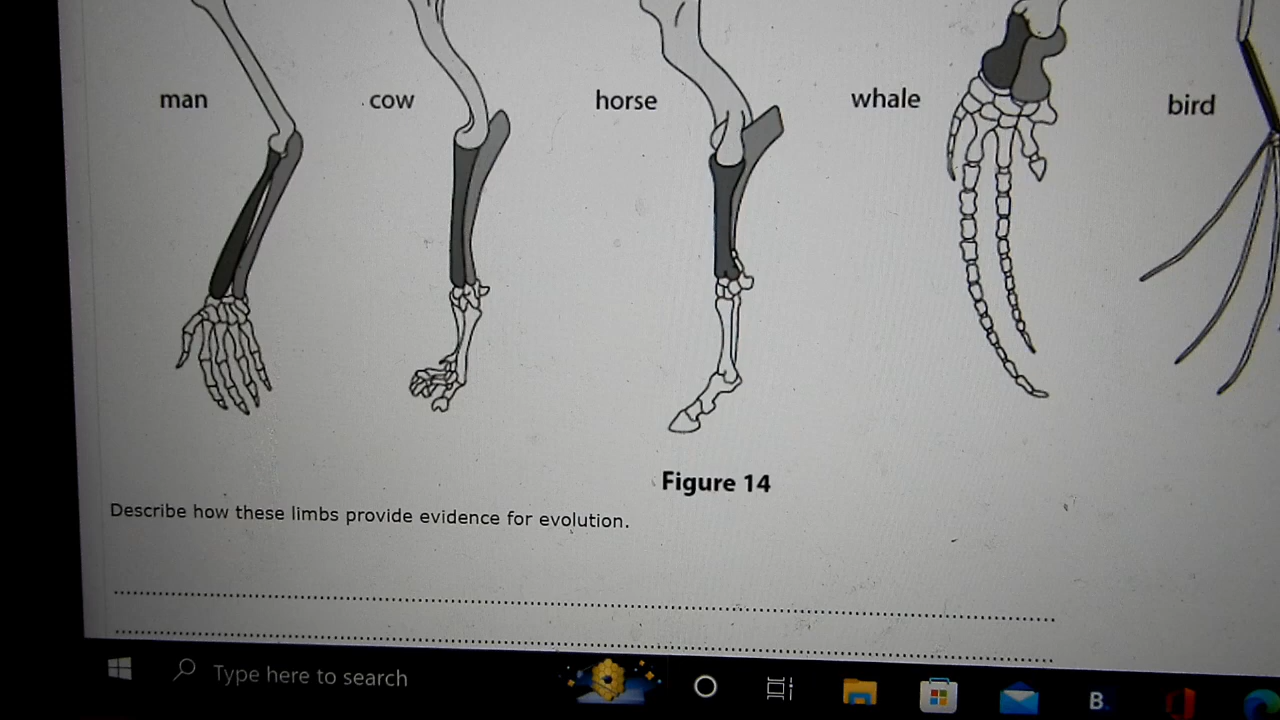 man cow horse whale bird
Figure 14
Describe how these limbs provide evidence for evolution.
Type here to search
B